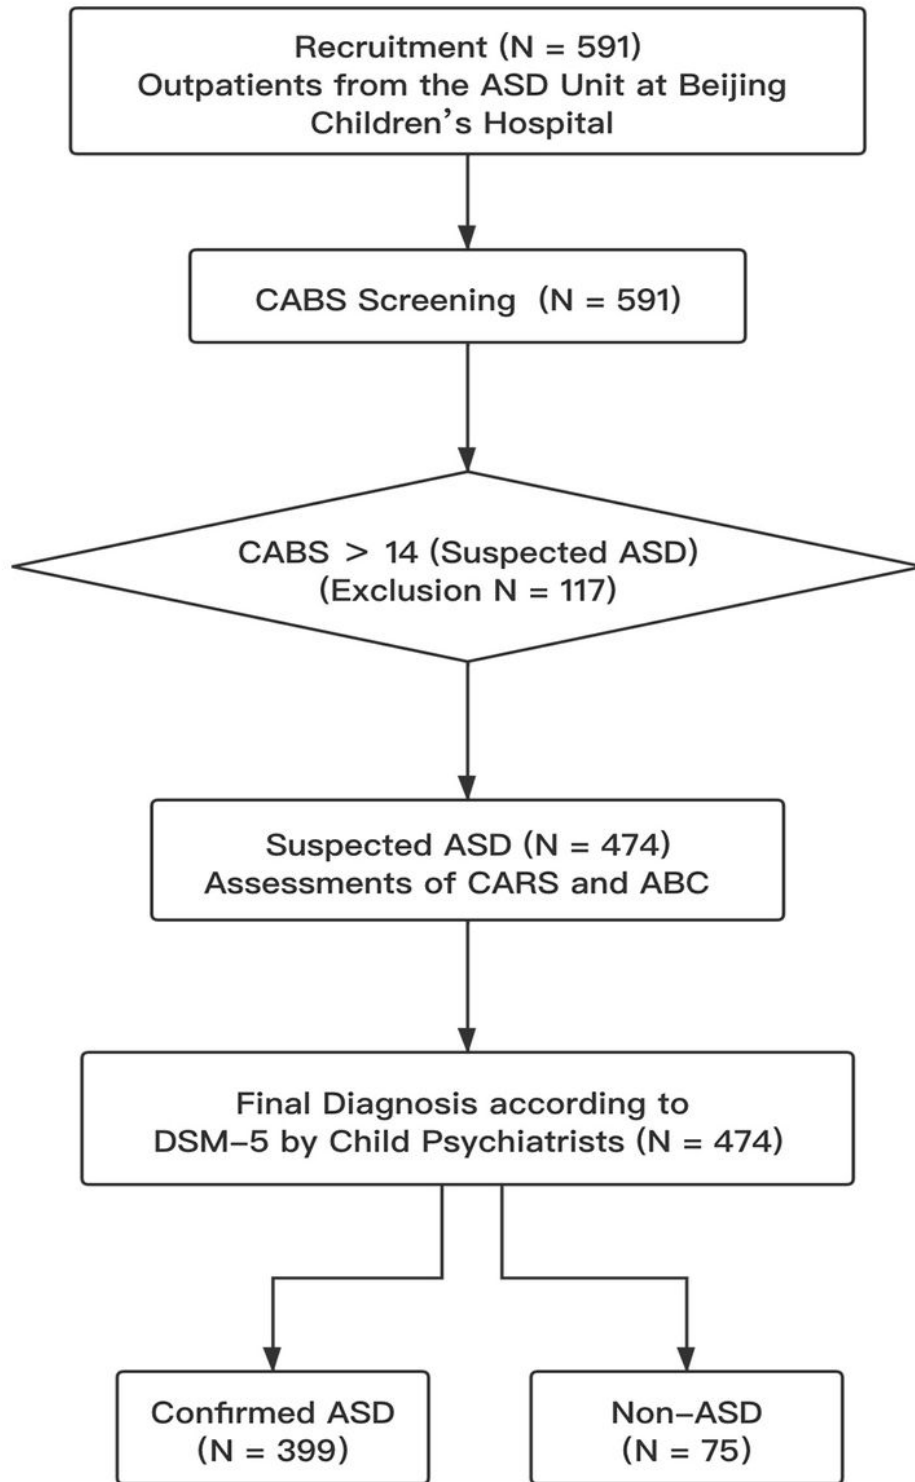 Recruitment (N = 591)
Outpatients from the ASD Unit at Beijing
Children’s Hospital
CABS Screening (N = 591)
CABS > 14 (Suspected ASD)
(Exclusion N = 117)
Suspected ASD (N = 474)
Assessments of CARS and ABC
Final Diagnosis according to
DSM–5 by Child Psychiatrists (N = 474)
Confirmed ASD
(N = 399)
Non–ASD
(N = 75)